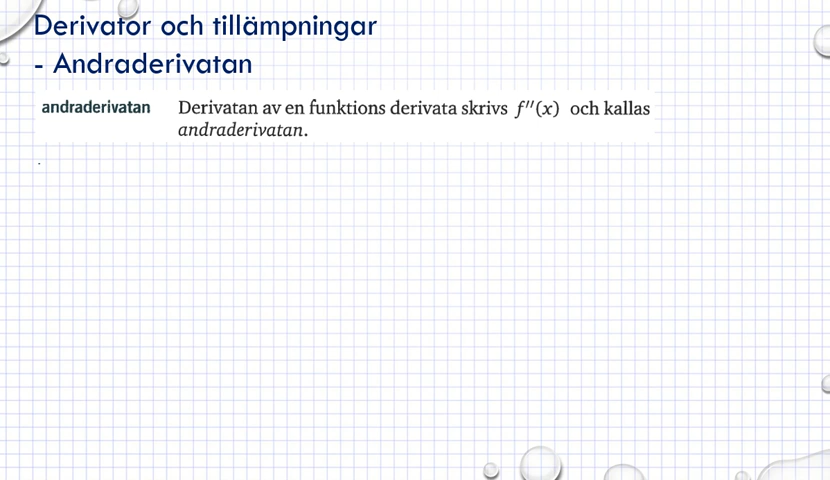 Derivator och tillämpningar
- Andraderivatan
andraderivatan Derivatan av en funktions derivata skrivs f''(x) och kallas
andraderivatan.